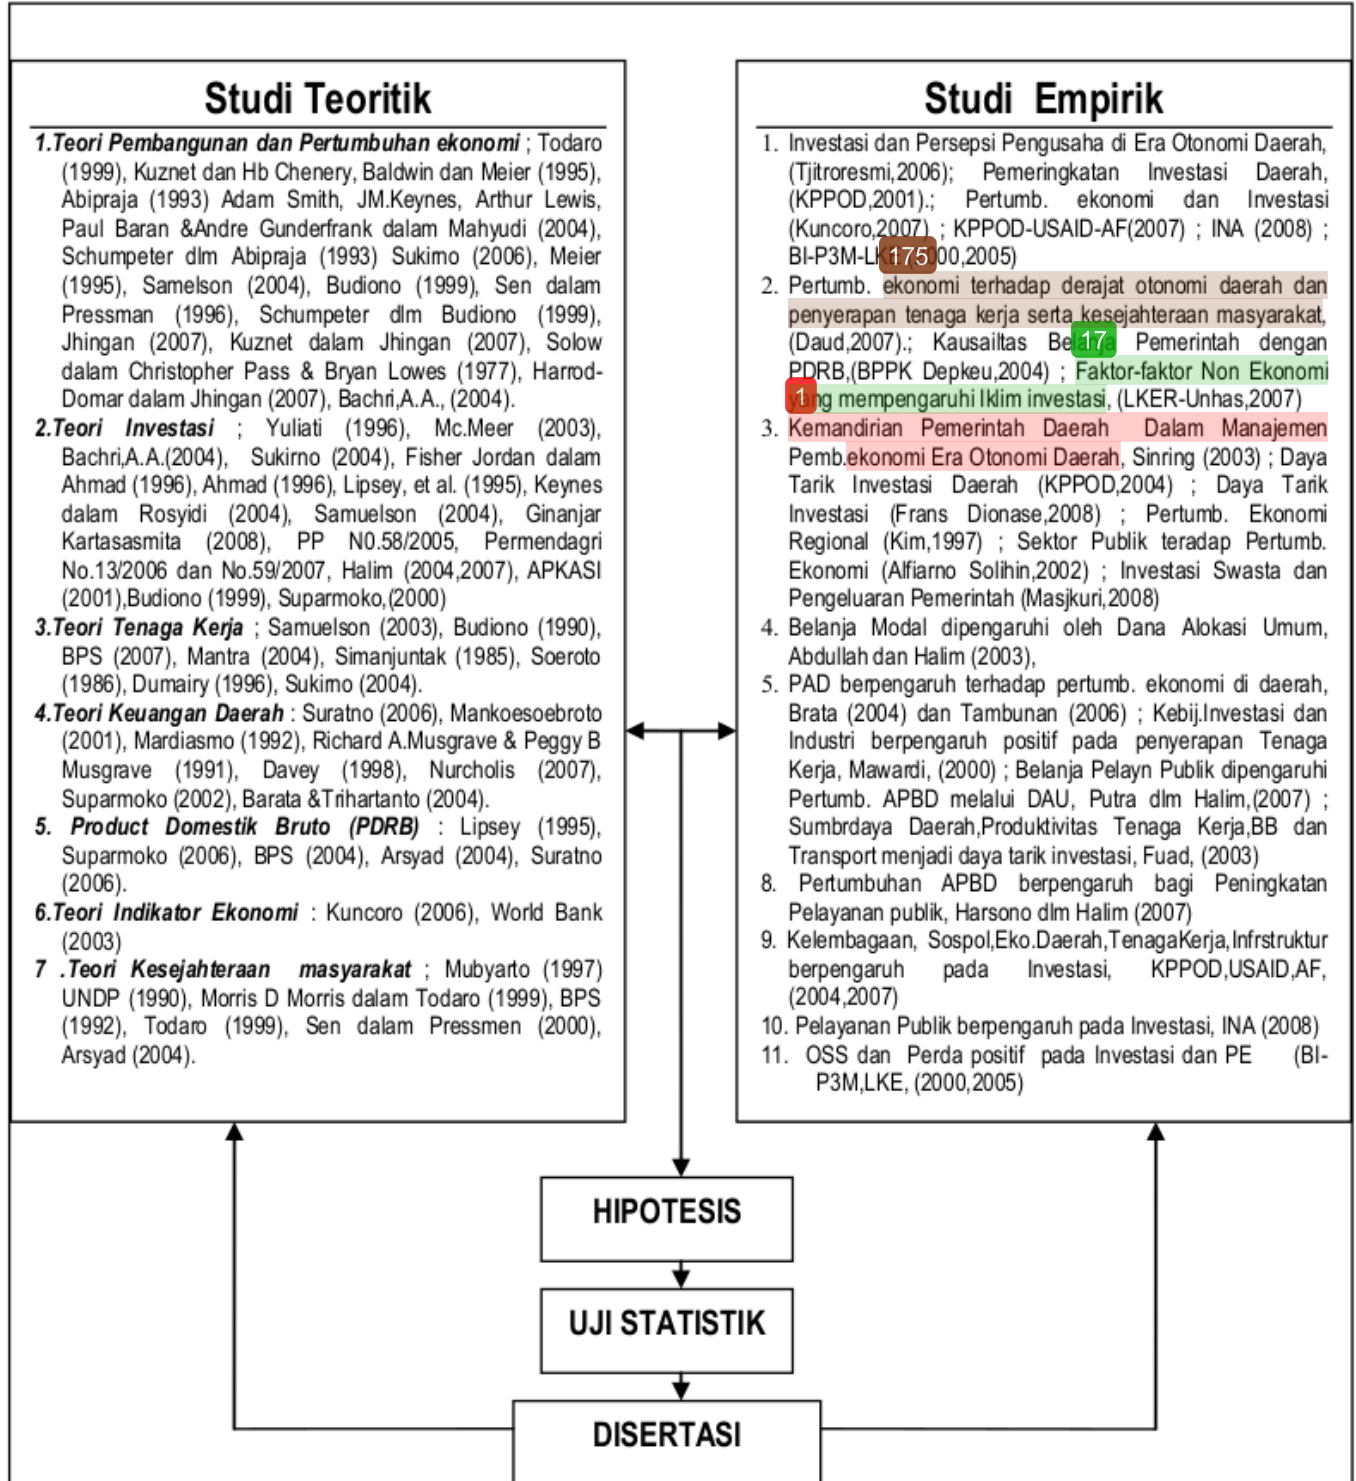 Studi Teoritik
1.Teori Pembangunan dan Pertumbuhan ekonomi ; Todaro
(1999), Kuznet dan Hb Chenery, Baldwin dan Meier (1995),
Abipraja (1993) Adam Smith, JM.Keynes, Arthur Lewis,
Paul Baran &Andre Gunderfrank dalam Mahyudi (2004),
Schumpeter dlm Abipraja (1993) Sukirno (2006), Meier
(1995), Samelson (2004), Budiono (1999), Sen dalam
Pressman (1996), Schumpeter dlm Budiono (1999),
Jhingan (2007), Kuznet dalam Jhingan (2007), Solow
dalam Christopher Pass & Bryan Lowes (1977), Harrod-
Domar dalam Jhingan (2007), Bachri,A.A., (2004).
2.Teori Investasi ; Yuliati (1996), Mc.Meer (2003),
Bachri,A.A.(2004), Sukirno (2004), Fisher Jordan dalam
Ahmad (1996), Ahmad (1996), Lipsey, et al. (1995), Keynes
dalam Rosyidi (2004), Samuelson (2004), Ginanjar
Kartasasmita (2008), PP N0.58/2005, Permendagri
No.13/2006 dan No.59/2007, Halim (2004,2007), APKASI
(2001),Budiono (1999), Suparmoko,(2000)
3.Teori Tenaga Kerja ; Samuelson (2003), Budiono (1990),
BPS (2007), Mantra (2004), Simanjuntak (1985), Soeroto
(1986), Dumairy (1996), Sukirno (2004).
4.Teori Keuangan Daerah : Suratno (2006), Mankoesoebroto
(2001), Mardiasmo (1992), Richard A.Musgrave & Peggy B
Musgrave (1991), Davey (1998), Nurcholis (2007),
Suparmoko (2002), Barata &Trihartanto (2004).
5. Product Domestik Bruto (PDRB) : Lipsey (1995),
Suparmoko (2006), BPS (2004), Arsyad (2004), Suratno
(2006).
6.Teori Indikator Ekonomi : Kuncoro (2006), World Bank
(2003)
7 .Teori Kesejahteraan masyarakat ; Mubyarto (1997)
UNDP (1990), Morris D Morris dalam Todaro (1999), BPS
(1992), Todaro (1999), Sen dalam Pressmen (2000),
Arsyad (2004).
Studi Empirik
1. Investasi dan Persepsi Pengusaha di Era Otonomi Daerah,
(Tjitroresmi,2006); Pemeringkatan Investasi Daerah,
(KPPOD,2001).; Pertumb. ekonomi dan Investasi
(Kuncoro,2007) ; KPPOD-USAID-AF(2007) ; INA (2008) ;
BI-P3M-LK 175 00,2005)
2. Pertumb. ekonomi terhadap derajat otonomi daerah dan
penyerapan tenaga kerja serta kesejahteraan masyarakat,
(Daud,2007).; Kausailtas 17 Pemerintah dengan
PDRB,(BPPK Depkeu,2004) ; Faktor-faktor Non Ekonomi
1 mempengaruhi Iklim investasi, (LKER-Unhas,2007)
3. Kemandirian Pemerintah Daerah Dalam Manajemen
Pemb.ekonomi Era Otonomi Daerah, Sinring (2003) ; Daya
Tarik Investasi Daerah (KPPOD,2004) ; Daya Tarik
Investasi (Frans Dionase,2008) ; Pertumb. Ekonomi
Regional (Kim,1997) ; Sektor Publik teradap Pertumb.
Ekonomi (Alfiarno Solihin,2002) ; Investasi Swasta dan
Pengeluaran Pemerintah (Masjkuri,2008)
4. Belanja Modal dipengaruhi oleh Dana Alokasi Umum,
Abdullah dan Halim (2003),
5. PAD berpengaruh terhadap pertumb. ekonomi di daerah,
Brata (2004) dan Tambunan (2006) ; Kebij.Investasi dan
Industri berpengaruh positif pada penyerapan Tenaga
Kerja, Mawardi, (2000) ; Belanja Pelayn Publik dipengaruhi
Pertumb. APBD melalui DAU, Putra dlm Halim,(2007) ;
Sumbrdaya Daerah,Produktivitas Tenaga Kerja,BB dan
Transport menjadi daya tarik investasi, Fuad, (2003)
8. Pertumbuhan APBD berpengaruh bagi Peningkatan
Pelayanan publik, Harsono dlm Halim (2007)
9. Kelembagaan, Sospol,Eko.Daerah,TenagaKerja,Infrstruktur
berpengaruh pada Investasi, KPPOD,USAID,AF,
(2004,2007)
10. Pelayanan Publik berpengaruh pada Investasi, INA (2008)
11. OSS dan Perda positif pada Investasi dan PE (BI-
P3M,LKE, (2000,2005)
HIPOTESIS
UJI STATISTIK
DISERTASI